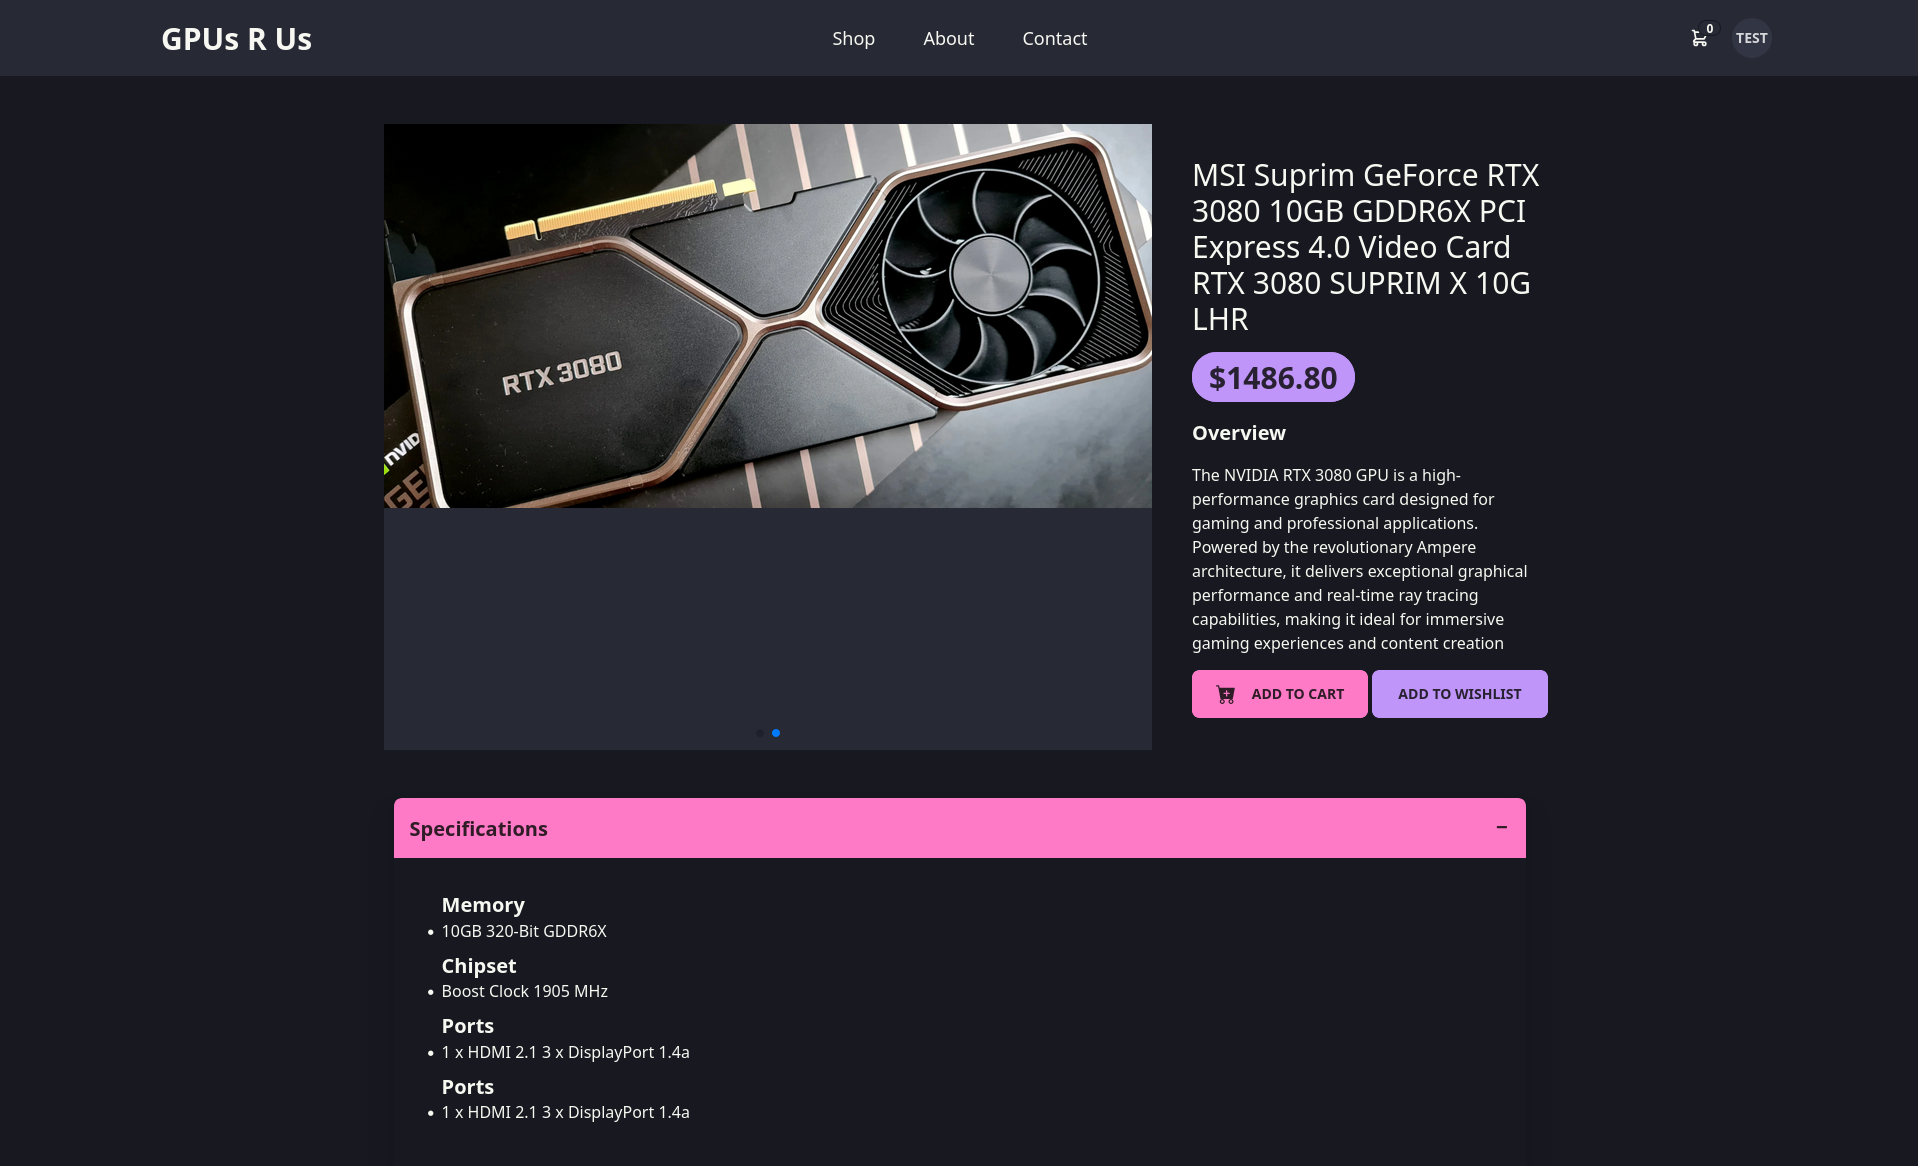 GPUs R Us
Shop
About
Contact
0
TEST
RTX 3080
NVID
GE
MSI Suprim GeForce RTX
3080 10GB GDDR6X PCI
Express 4.0 Video Card
RTX 3080 SUPRIM X 10G
LHR
$1486.80
Overview
The NVIDIA RTX 3080 GPU is a high-
performance graphics card designed for
gaming and professional applications.
Powered by the revolutionary Ampere
architecture, it delivers exceptional graphical
performance and real-time ray tracing
capabilities, making it ideal for immersive
gaming experiences and content creation
ADD TO CART
ADD TO WISHLIST
Specifications
Memory
• 10GB 320-Bit GDDR6X
Chipset
• Boost Clock 1905 MHz
Ports
• 1 x HDMI 2.1 3 x DisplayPort 1.4a
Ports
• 1 x HDMI 2.1 3 x DisplayPort 1.4a